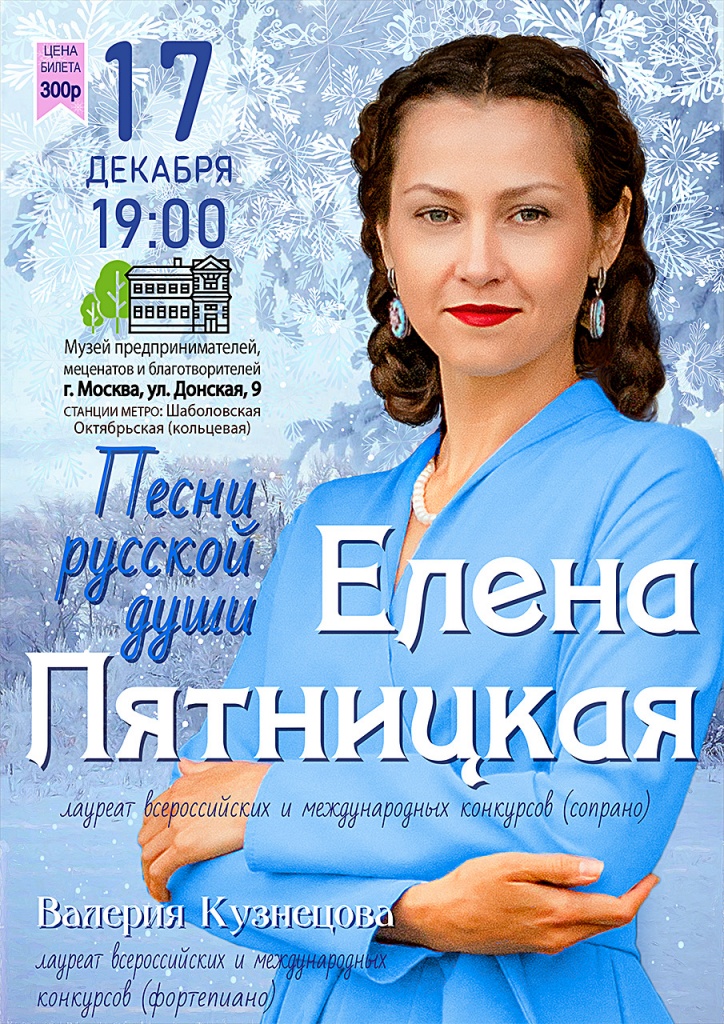 ЦЕНА
БИЛЕТА
300р
17
ДЕКАБРЯ
19:00
Музей предпринимателей,
меценатов и благотворителей
г. Москва, ул. Донская, 9
СТАНЦИИ МЕТРО: Шаболовская
Октябрьская (кольцевая)
Песни
русской
души
Елена
Пятницкая
лауреат всероссийских и международных конкурсов (сопрано)
Валерия Кузнецова
лауреат всероссийских и международных
конкурсов (фортепиано)